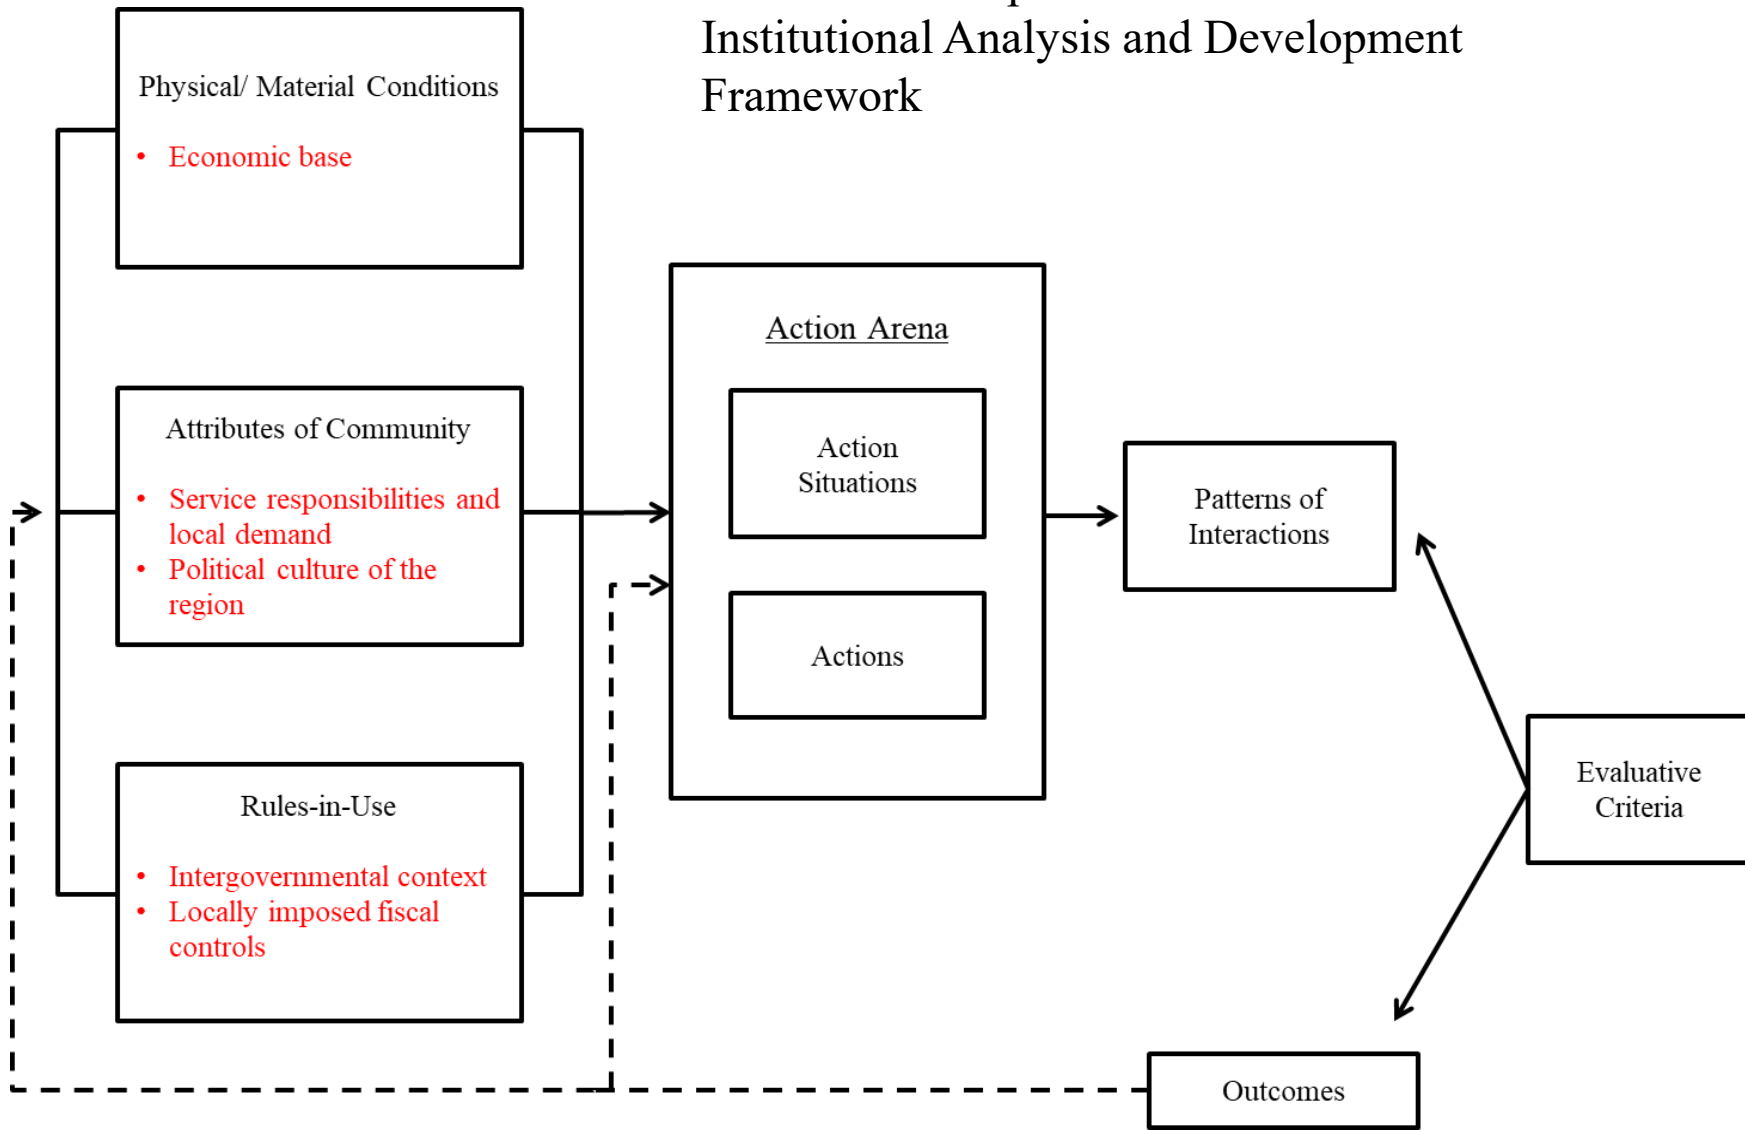 Institutional Analysis and Development
Framework
Physical/ Material Conditions
• Economic base
Attributes of Community
• Service responsibilities and
local demand
• Political culture of the
region
Rules-in-Use
• Intergovernmental context
• Locally imposed fiscal
controls
Action Arena
Action
Situations
Actions
Patterns of
Interactions
Evaluative
Criteria
Outcomes